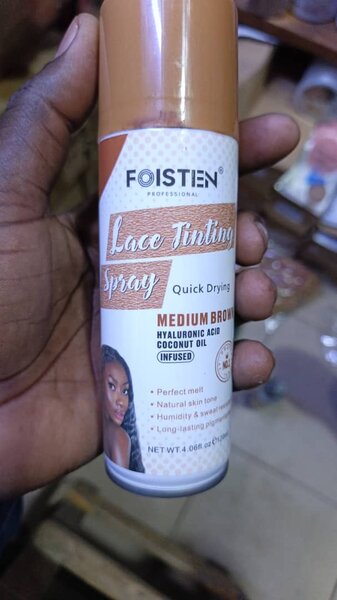 FOISTEN®
PROFESSIONAL
Lace Tinting
Spray
Quick Drying
MEDIUM BROWN
HYALURONIC ACID
COCONUT OIL
INFUSED
• Perfect melt
• Natural skin tone
• Humidity & sweat
• Long-lasting
NET WT. 4.06fl.oz